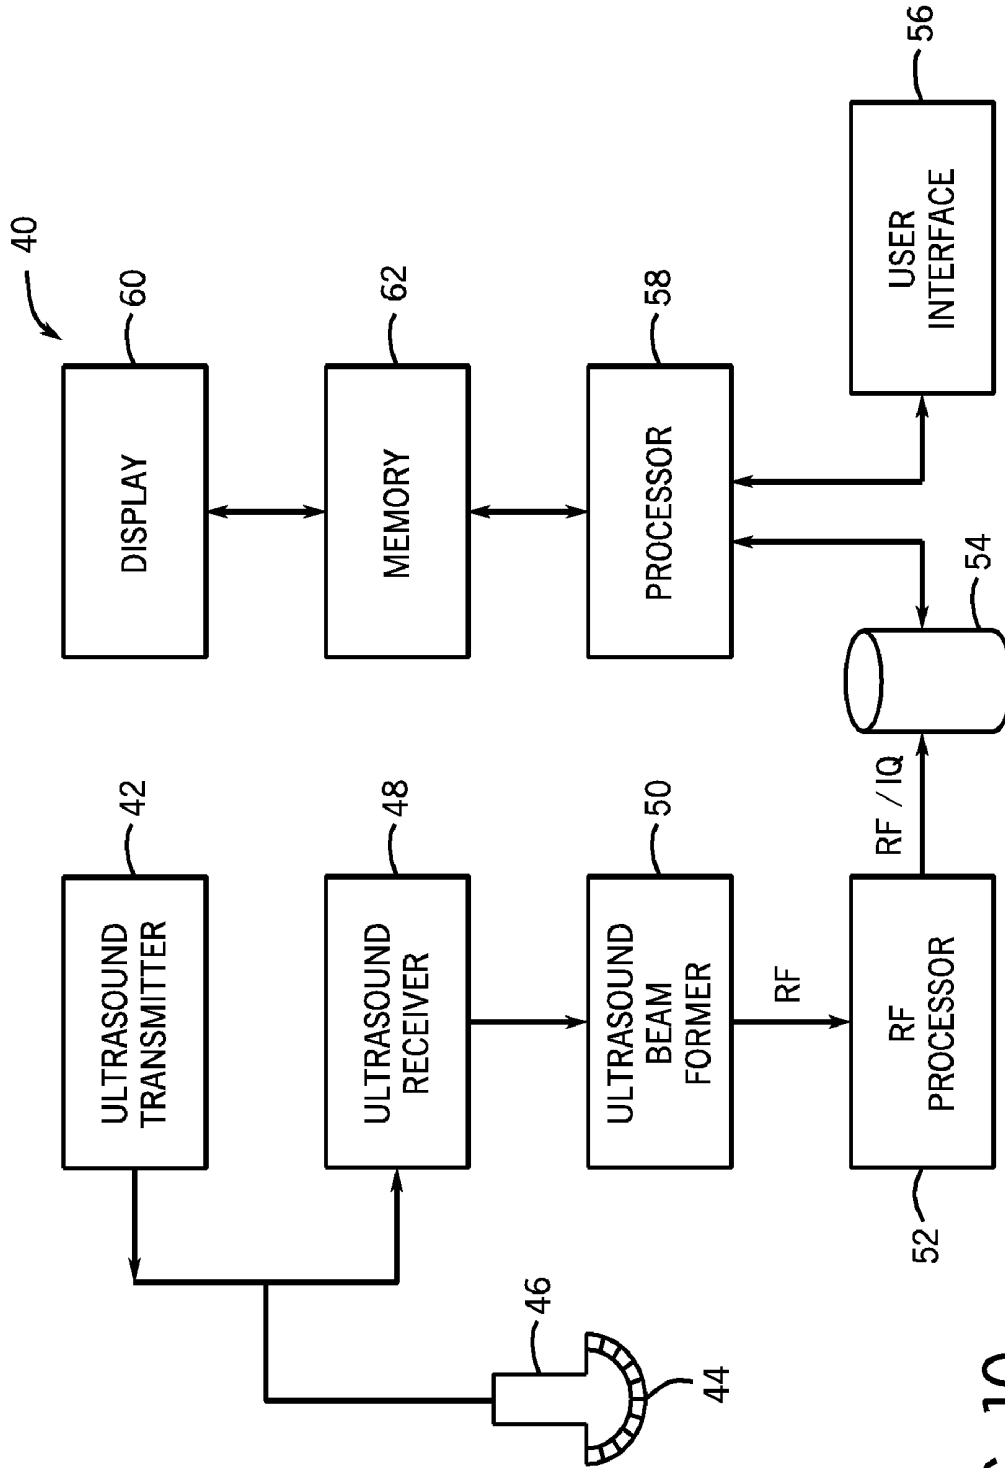 40
ULTRASOUND
TRANSMITTER
42
DISPLAY
60
46
44
ULTRASOUND
RECEIVER
48
MEMORY
62
ULTRASOUND
BEAM
FORMER
50
PROCESSOR
58
RF
52
RF
PROCESSOR
RF / IQ
54
USER
INTERFACE
56
10